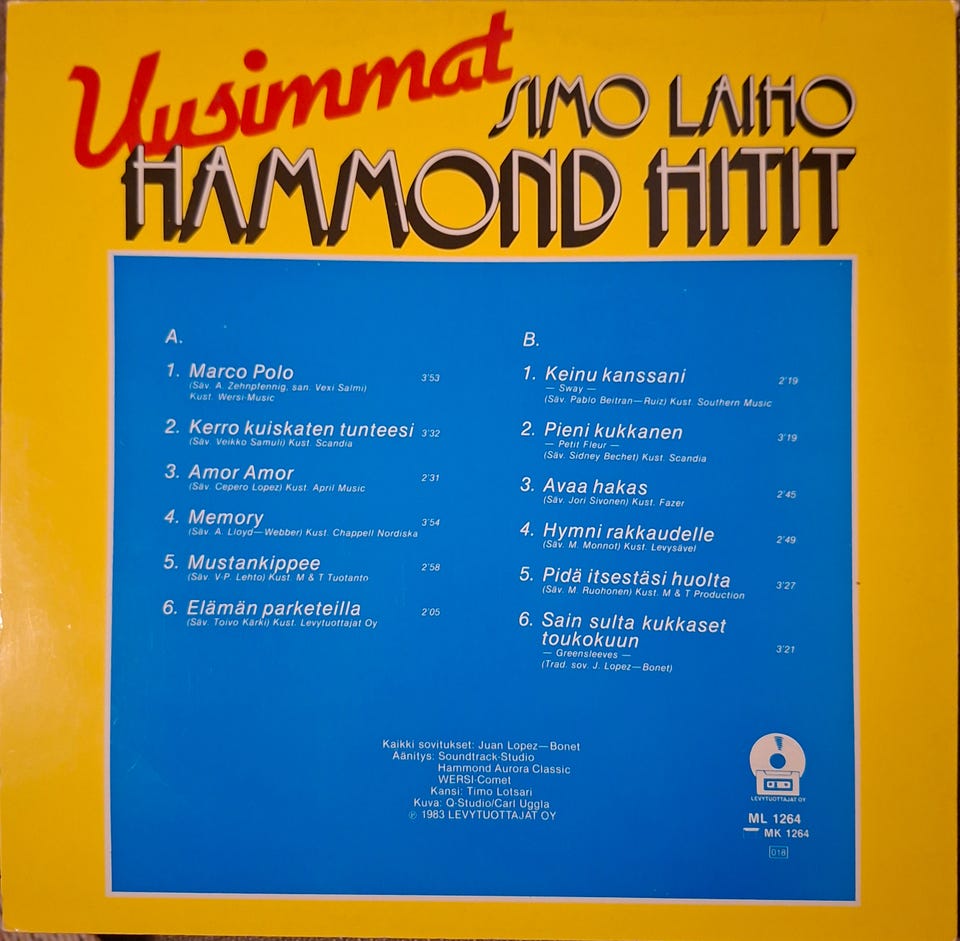 Uusimmat
SIMO LAIHO
HAMMOND HITIT
A.
1. Marco Polo 3'53
(Säv. A. Zehnpfennig, san. Vexi Salmi)
Kust. Wersi-Music
2. Kerro kuiskaten tunteesi 3'32
(Säv. Veikko Samuli) Kust. Scandia
3. Amor Amor 2'31
(Säv. Cepero Lopez) Kust. April Music
4. Memory 3'54
(Säv. A. Lloyd—Webber) Kust. Chappell Nordiska
5. Mustankippee 2'58
(Säv. V-P. Lehto) Kust. M & T Tuotanto
6. Elämän parketeilla 2'05
(Säv. Toivo Kärki) Kust. Levytuottajat Oy
B.
1. Keinu kanssani 2'19
— Sway —
(Säv. Pablo Beltran—Ruiz) Kust. Southern Music
2. Pieni kukkanen 3'19
— Petit Fleur —
(Säv. Sidney Bechet) Kust. Scandia
3. Avaa hakas 2'45
(Säv. Jori Sivonen) Kust. Fazer
4. Hymni rakkaudelle 2'49
(Säv. M. Monnot) Kust. Levysävel
5. Pidä itsestäsi huolta 3'27
(Säv. M. Ruohonen) Kust. M & T Production
6. Sain sulta kukkaset
toukokuun 3'21
— Greensleeves —
(Trad. sov. J. Lopez—Bonet)
Kaikki sovitukset: Juan Lopez—Bonet
Äänitys: Soundtrack-Studio
Hammond Aurora Classic
WERSI-Comet
Kansi: Timo Lotsari
Kuva: Q-Studio/Carl Uggla
℗ 1983 LEVYTUOTTAJAT OY
LEVYTUOTTAJAT OY
ML 1264
MK 1264
018